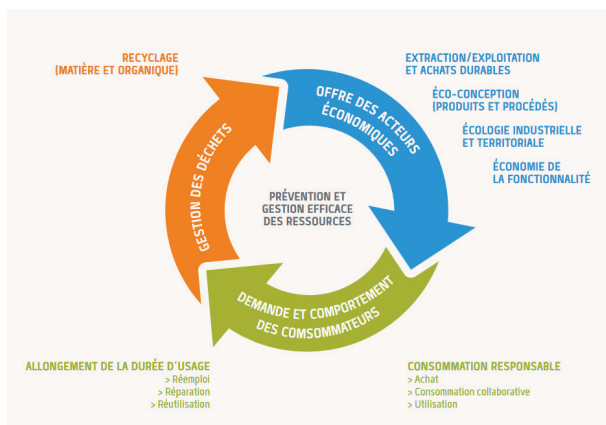 RECYCLAGE
(MATIÈRE ET ORGANIQUE)
EXTRACTION/EXPLOITATION
ET ACHATS DURABLES
ÉCO-CONCEPTION
(PRODUITS ET PROCÉDÉS)
ÉCOLOGIE INDUSTRIELLE
ET TERRITORIALE
ÉCONOMIE DE
LA FONCTIONNALITÉ
OFFRE DES ACTEURS
ÉCONOMIQUES
GESTION DES DÉCHETS
PRÉVENTION ET
GESTION EFFICACE
DES RESSOURCES
DEMANDE ET COMPORTEMENT
DES COMSOMMATEURS
ALLONGEMENT DE LA DURÉE D'USAGE
> Réemploi
> Réparation
> Réutilisation
CONSOMMATION RESPONSABLE
> Achat
> Consommation collaborative
> Utilisation